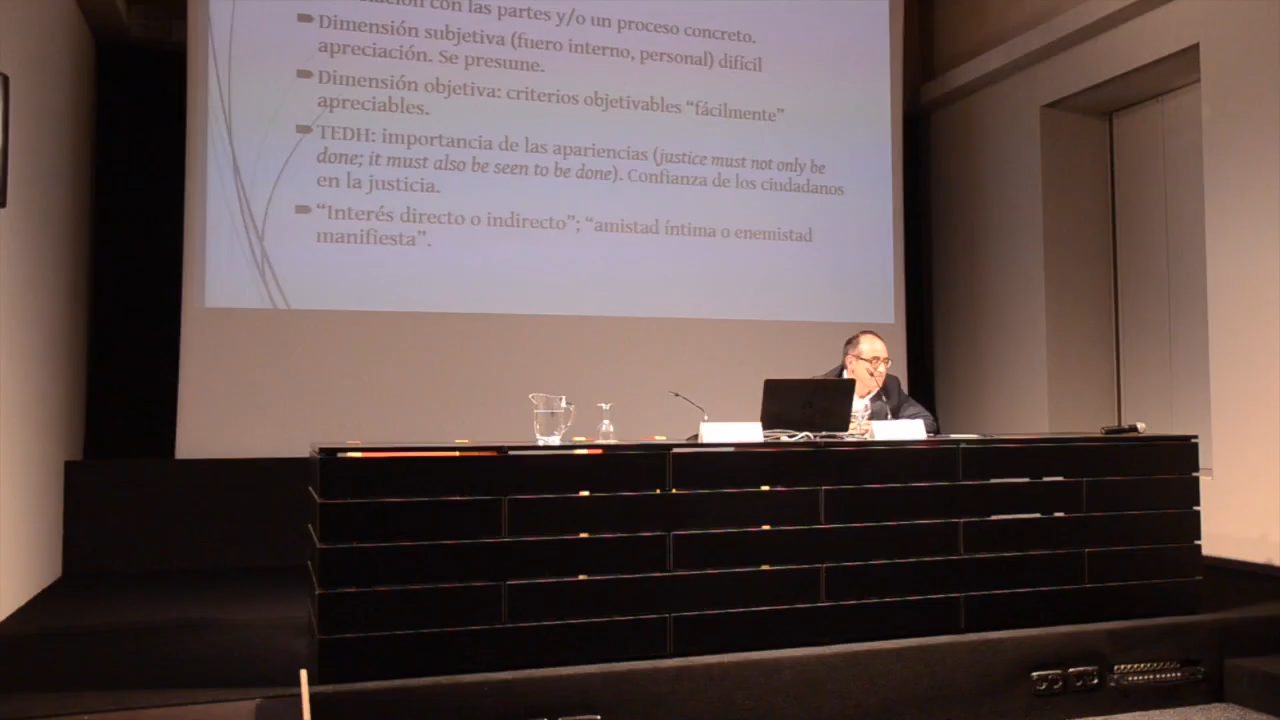 con las partes y/o un proceso concreto.
Dimensión subjetiva (fuero interno, personal) difícil
apreciación. Se presume.
Dimensión objetiva: criterios objetivables “fácilmente”
apreciables.
TEDH: importancia de las apariencias (justice must not only be
done; it must also be seen to be done). Confianza de los ciudadanos
en la justicia.
“Interés directo o indirecto”; “amistad íntima o enemistad
manifiesta”.